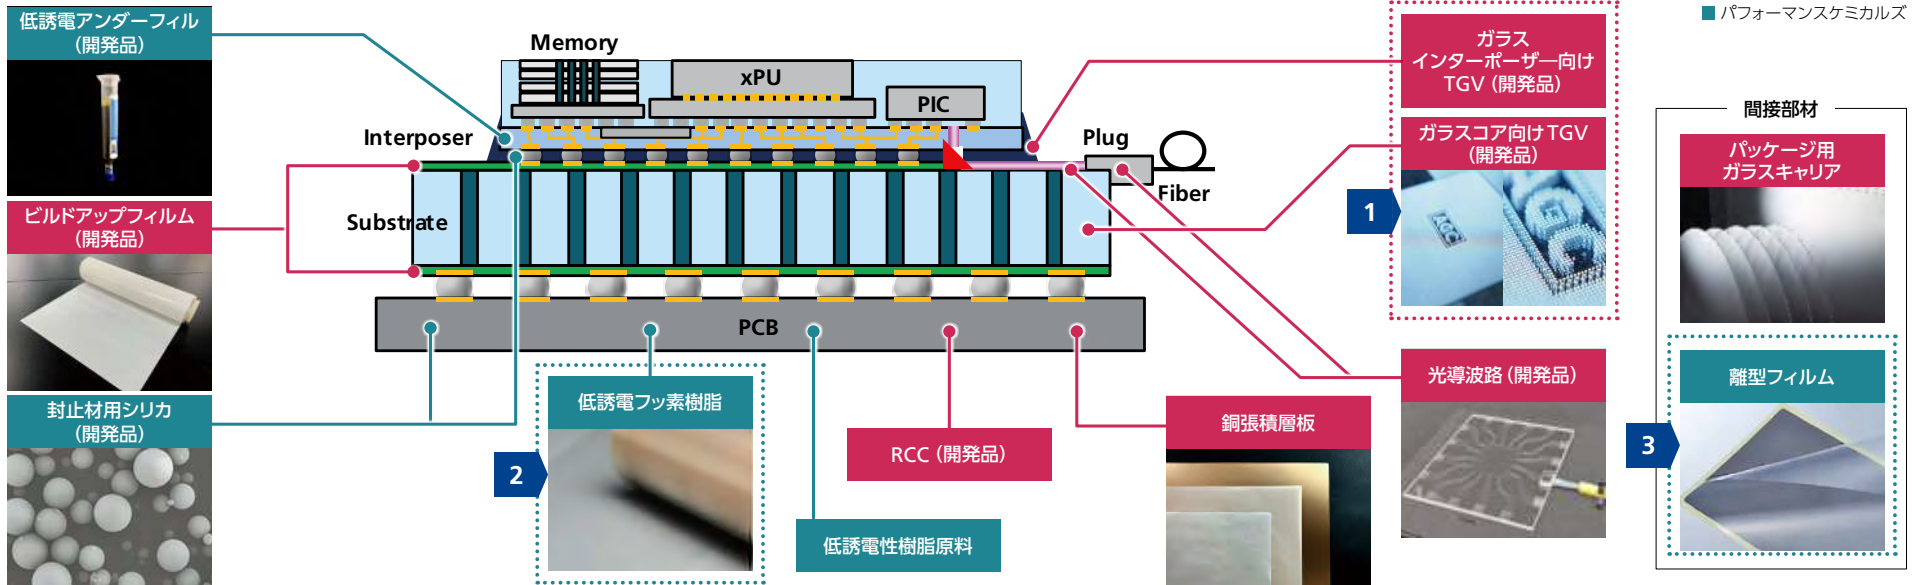 低誘電アンダーフィル
(開発品)
ビルドアップフィルム
(開発品)
封止材用シリカ
(開発品)
Memory
xPU
PIC
Interposer
Plug
Fiber
Substrate
PCB
2
低誘電フッ素樹脂
低誘電性樹脂原料
RCC (開発品)
銅張積層板
ガラス
インターポーザー向け
TGV (開発品)
ガラスコア向けTGV
(開発品)
1
AGC
光導波路 (開発品)
パフォーマンスケミカルズ
間接部材
パッケージ用
ガラスキャリア
離型フィルム
3